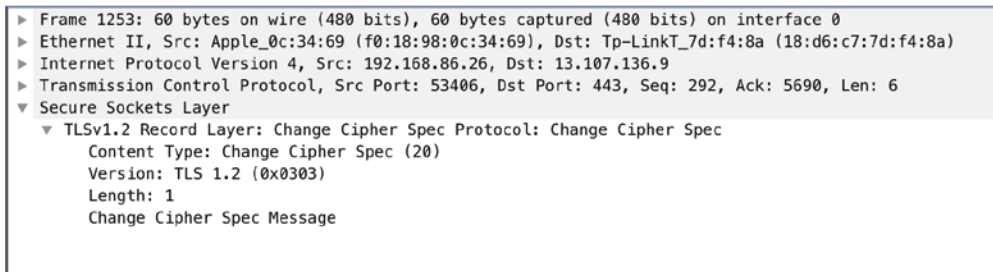 Frame 1253: 60 bytes on wire (480 bits), 60 bytes captured (480 bits) on interface 0
Ethernet II, Src: Apple_0c:34:69 (f0:18:98:0c:34:69), Dst: Tp-LinkT_7d:f4:8a (18:d6:c7:7d:f4:8a)
Internet Protocol Version 4, Src: 192.168.86.26, Dst: 13.107.136.9
Transmission Control Protocol, Src Port: 53406, Dst Port: 443, Seq: 292, Ack: 5690, Len: 6
Secure Sockets Layer
TLSv1.2 Record Layer: Change Cipher Spec Protocol: Change Cipher Spec
Content Type: Change Cipher Spec (20)
Version: TLS 1.2 (0x0303)
Length: 1
Change Cipher Spec Message